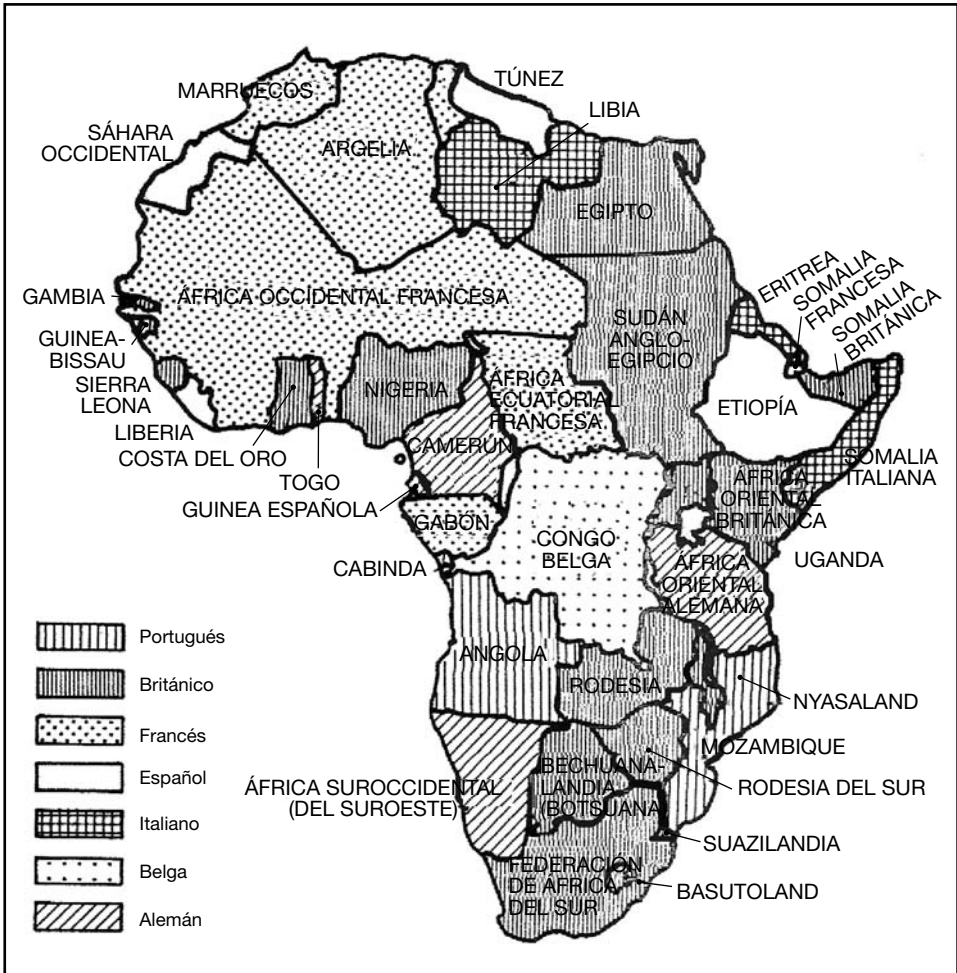 TÚNEZ
MARRUECOS
LIBIA
SÁHARA
OCCIDENTAL
ARGELIA
EGIPTO
ERITREA
SOMALIA
FRANCESA
SOMALIA
BRITÁNICA
GAMBIA
ÁFRICA OCCIDENTAL FRANCESA
SUDÁN
ANGLO-
EGIPCIO
GUINEA-
BISSAU
SIERRA
LEONA
NIGERIA
ÁFRICA
ECUATORIAL
FRANCESA
ETIOPÍA
LIBERIA
COSTA DEL ORO
CAMERÚN
SOMALIA
ITALIANA
TOGO
GUINEA ESPAÑOLA
ÁFRICA
ORIENTAL
BRITÁNICA
GABÓN
CONGO
BELGA
UGANDA
CABINDA
ÁFRICA
ORIENTAL
ALEMANA
Portugués
Británico
Francés
Español
Italiano
Belga
Alemán
ANGOLA
RODESIA
NYASALAND
MOZAMBIQUE
BECHUANA-
LANDIA
(BOTSUANA)
RODESIA DEL SUR
ÁFRICA SUROCCIDENTAL
(DEL SUROESTE)
SUAZILANDIA
FEDERACIÓN
DE ÁFRICA
DEL SUR
BASUTOLAND